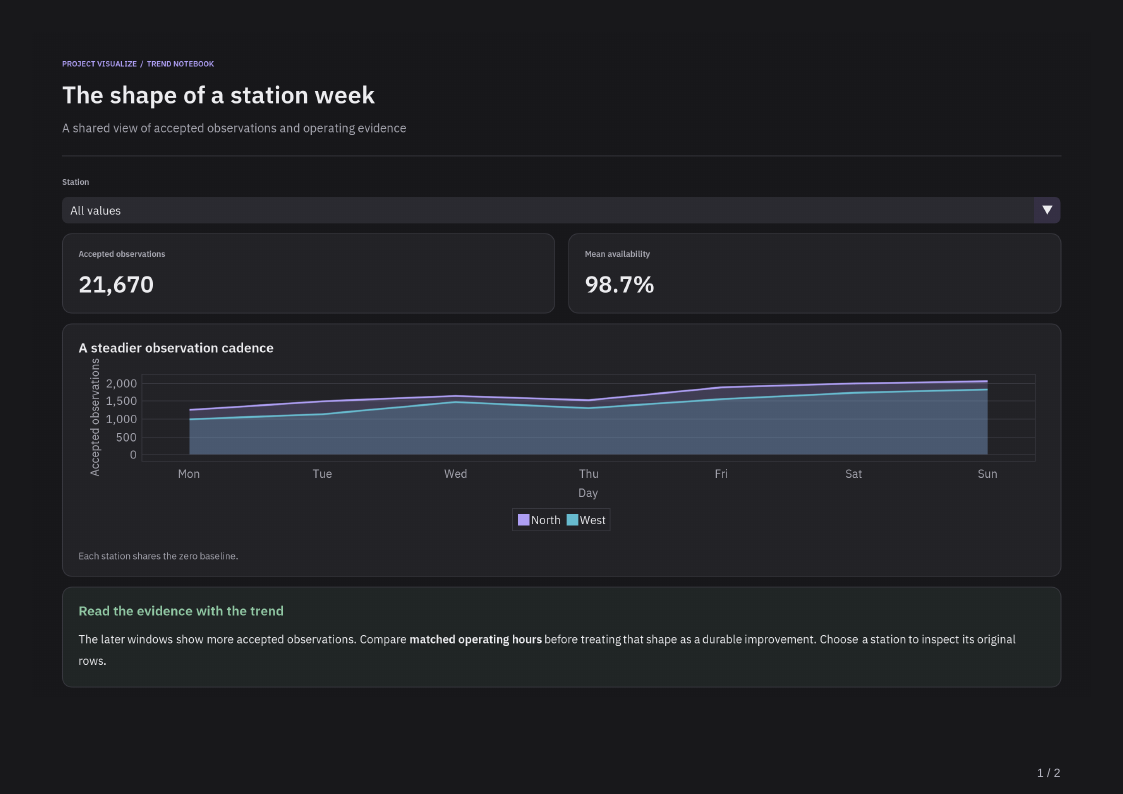 PROJECT VISUALIZE / TREND NOTEBOOK
The shape of a station week
A shared view of accepted observations and operating evidence
Station
All values
Accepted observations
21,670
Mean availability
98.7%
A steadier observation cadence
Accepted observations
2,000
1,500
1,000
500
0
Mon Tue Wed Thu Fri Sat Sun
Day
North West
Each station shares the zero baseline.
Read the evidence with the trend
The later windows show more accepted observations. Compare matched operating hours before treating that shape as a durable improvement. Choose a station to inspect its original
rows.
1 / 2